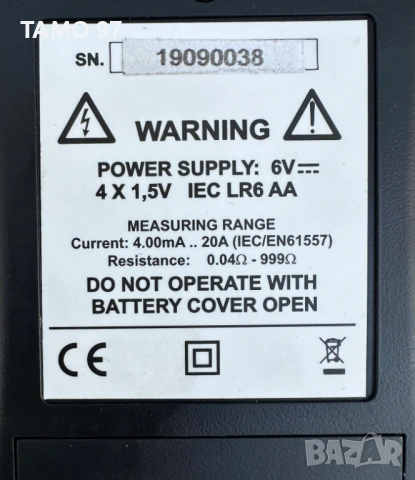 TAMO 97
SN. 19090038
WARNING
POWER SUPPLY: 6V⎓
4 X 1,5V IEC LR6 AA
MEASURING RANGE
Current: 4.00mA .. 20A (IEC/EN61557)
Resistance: 0.04Ω - 999Ω
DO NOT OPERATE WITH
BATTERY COVER OPEN
CE
BAZAR